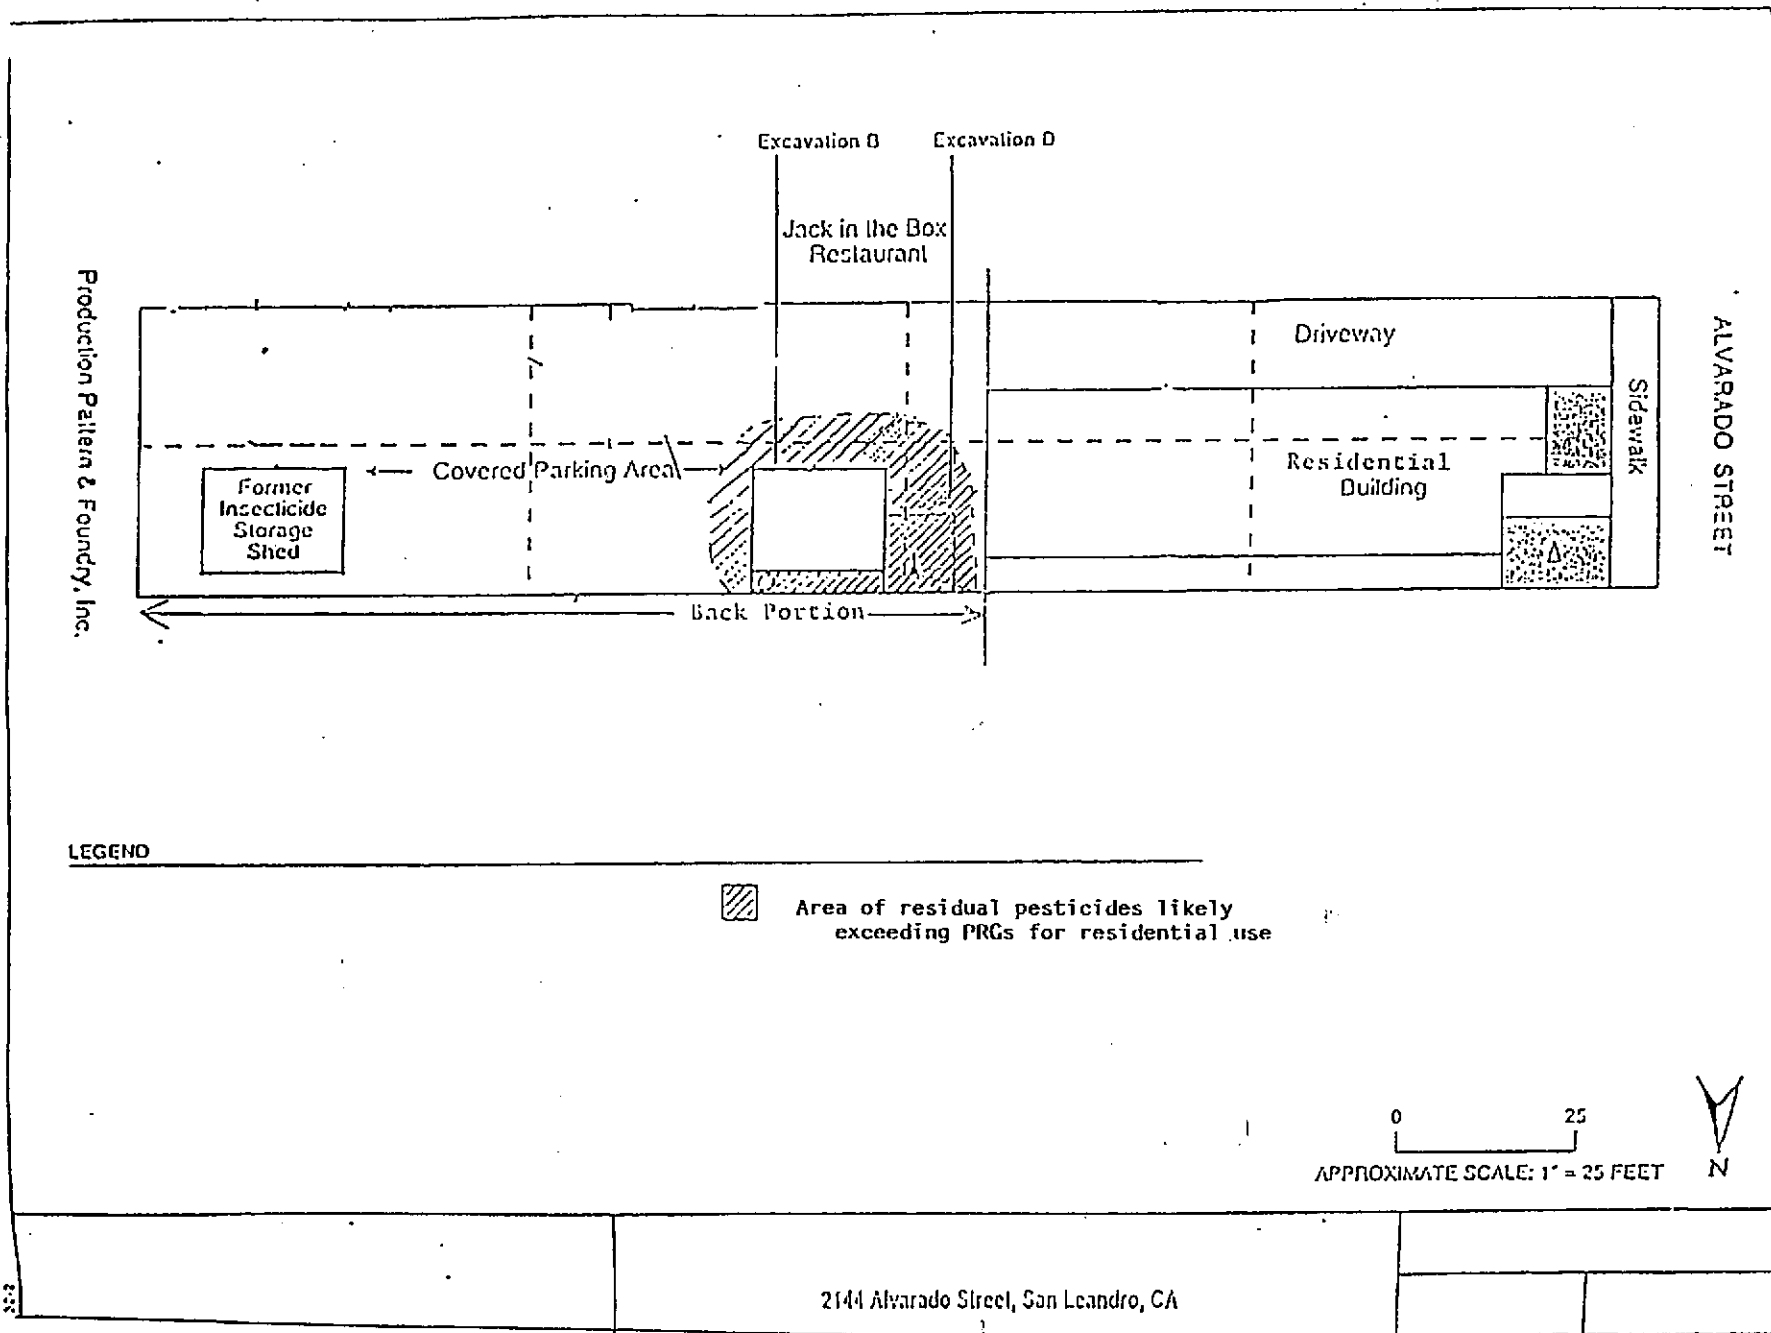 Excavation B
Excavation D
Jack in the Box
Restaurant
Production Pattern & Foundry, Inc.
Driveway
Sidewalk
ALVARADO STREET
Covered Parking Area
Former
Insecticide
Storage
Shed
Residential
Building
Back Portion
LEGEND
Area of residual pesticides likely
exceeding PRGs for residential use
0
25
APPROXIMATE SCALE: 1" = 25 FEET
N
2144 Alvarado Street, San Leandro, CA